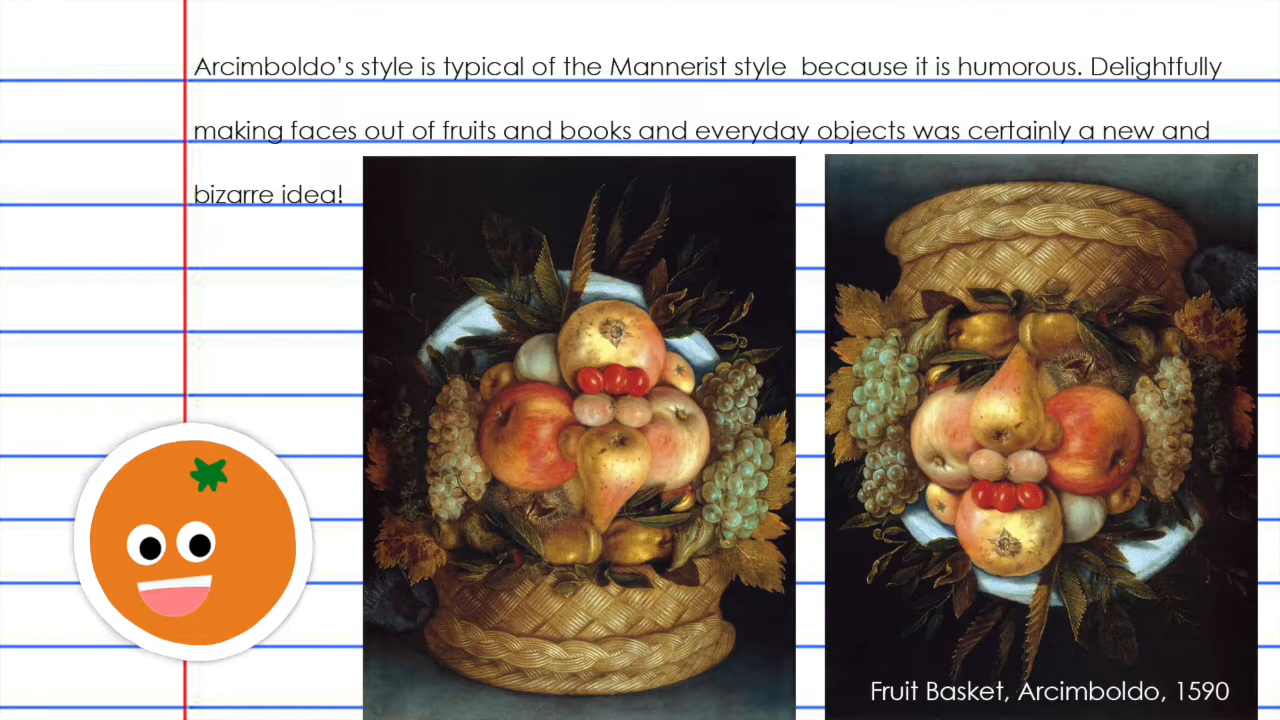 Arcimboldo’s style is typical of the Mannerist style  because it is humorous. Delightfully
making faces out of fruits and books and everyday objects was certainly a new and
bizarre idea!
Fruit Basket, Arcimboldo, 1590